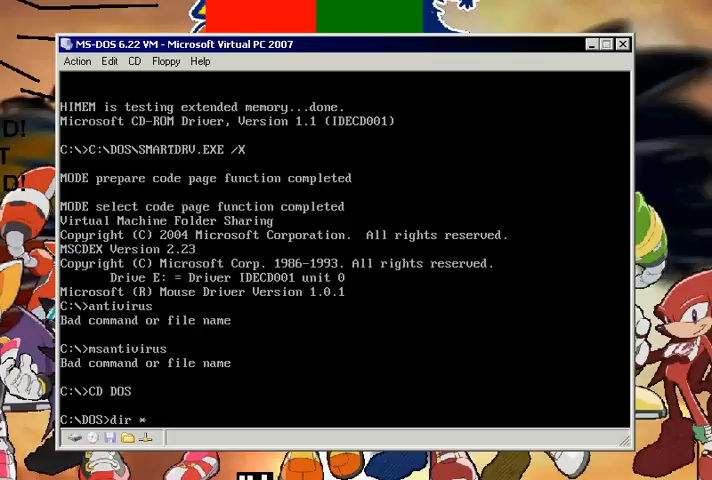 MS-DOS 6.22 VM - Microsoft Virtual PC 2007
Action Edit CD Floppy Help
HIMEM is testing extended memory...done.
Microsoft CD-ROM Driver, Version 1.1 (IDECD001)
C:\>C:\DOS\SMARTDRV.EXE /X
MODE prepare code page function completed
MODE select code page function completed
Virtual Machine Folder Sharing
Copyright (C) 2004 Microsoft Corporation. All rights reserved.
MSCDEX Version 2.23
Copyright (C) Microsoft Corp. 1986-1993. All rights reserved.
Drive E: = Driver IDECD001 unit 0
Microsoft (R) Mouse Driver Version 1.0.1
C:\>antivirus
Bad command or file name
C:\>msantivirus
Bad command or file name
C:\>CD DOS
C:\DOS>dir *
D!
T
D!